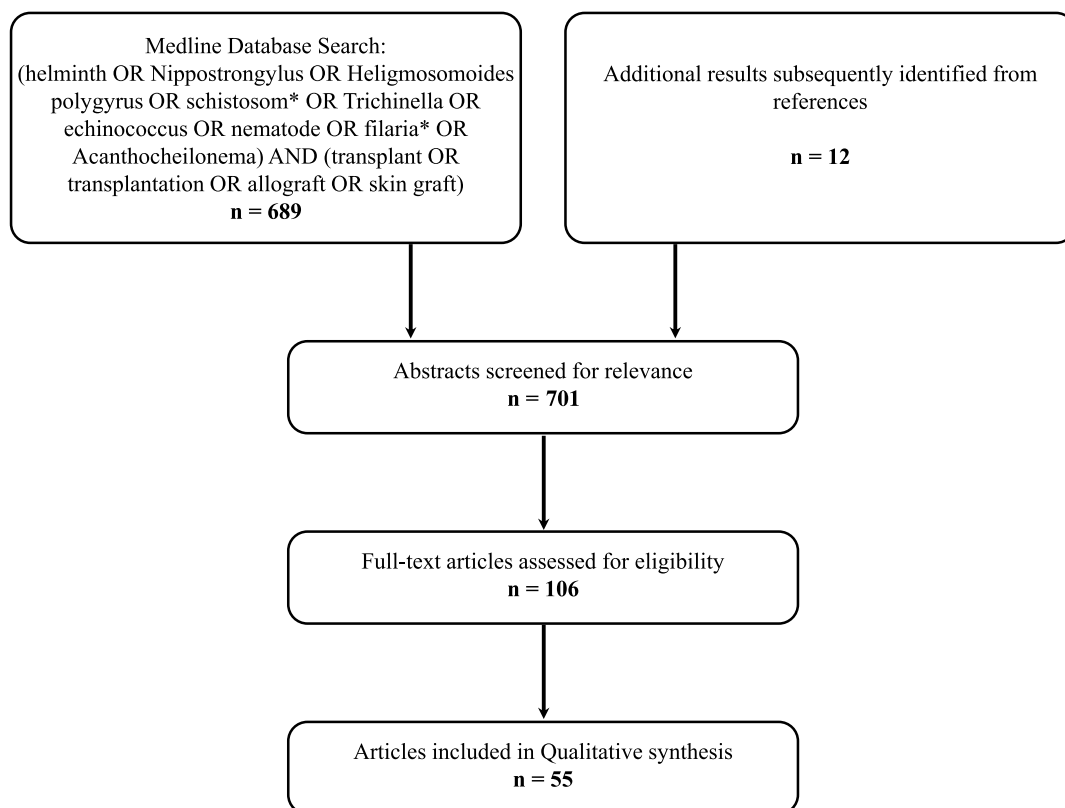 Medline Database Search:
(helminth OR Nippostrongylus OR Heligmosomoides
polygyrus OR schistosom* OR Trichinella OR
echinococcus OR nematode OR filaria* OR
Acanthocheilonema) AND (transplant OR
transplantation OR allograft OR skin graft)
n = 689
Additional results subsequently identified from
references
n = 12
Abstracts screened for relevance
n = 701
Full-text articles assessed for eligibility
n = 106
Articles included in Qualitative synthesis
n = 55